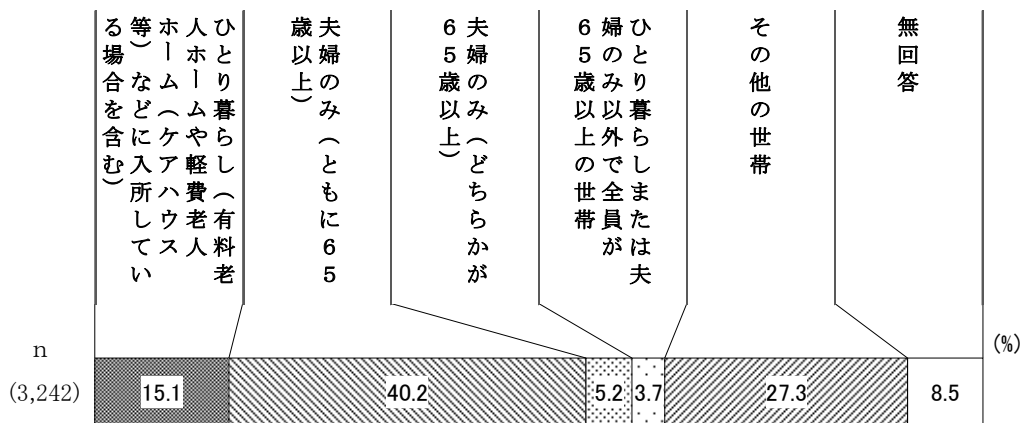 ひとり暮らし（有料老
人ホームや軽費老人
ホーム（ケアハウス
等）などに入所してい
る場合を含む）
夫婦のみ（ともに６５
歳以上）
夫婦のみ（どちらかが
６５歳以上）
ひとり暮らしまたは夫
婦のみ以外で全員が
６５歳以上の世帯
その他の世帯
無回答
(%)
n
(3,242)
15.1
40.2
5.2
3.7
27.3
8.5